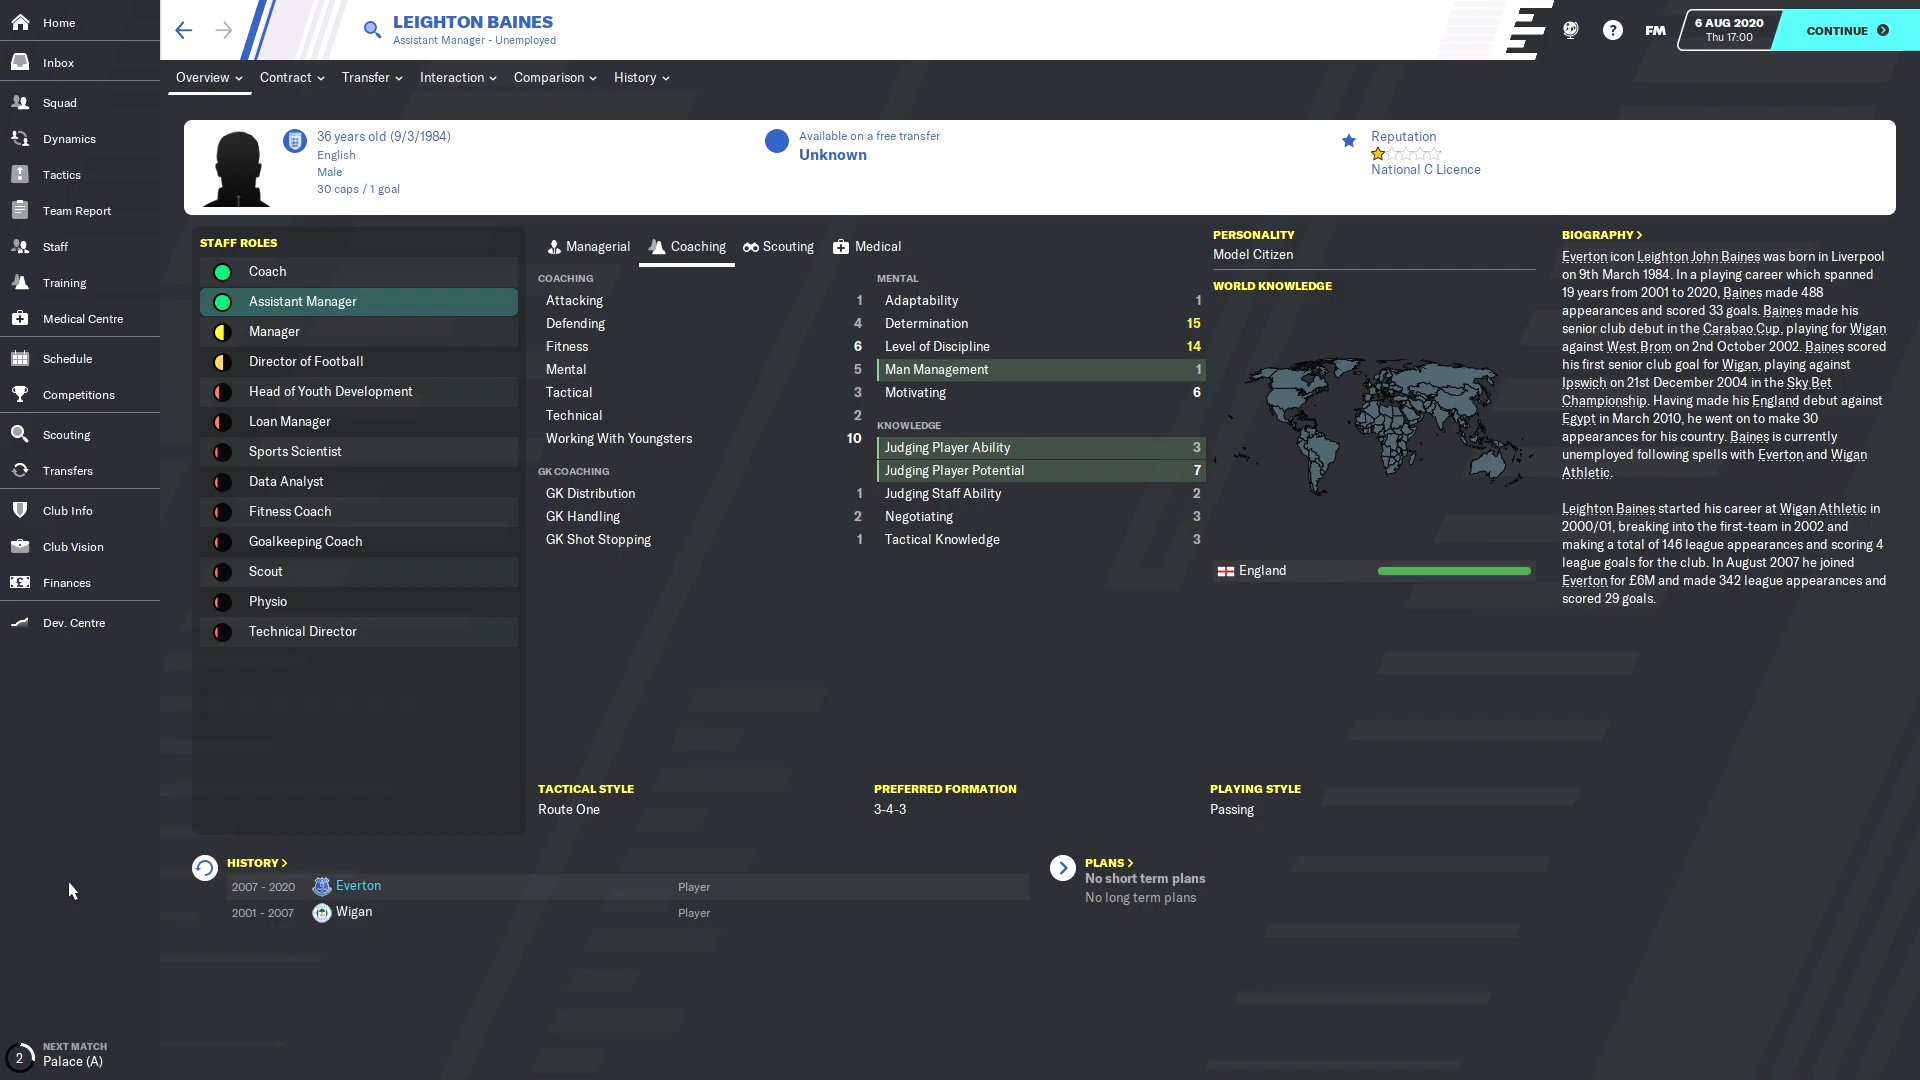 Home
Inbox
Squad
Dynamics
Tactics
Team Report
Staff
Training
Medical Centre
Schedule
Competitions
Scouting
Transfers
Club Info
Club Vision
Finances
Dev. Centre
2
NEXT MATCH
Palace (A)
LEIGHTON BAINES
Assistant Manager - Unemployed
?
FM
6 AUG 2020
Thu 17:00
CONTINUE
Overview
Contract
Transfer
Interaction
Comparison
History
36 years old (9/3/1984)
English
Male
30 caps / 1 goal
Available on a free transfer
Unknown
Reputation
National C Licence
STAFF ROLES
Coach
Assistant Manager
Manager
Director of Football
Head of Youth Development
Loan Manager
Sports Scientist
Data Analyst
Fitness Coach
Goalkeeping Coach
Scout
Physio
Technical Director
Managerial
Coaching
Scouting
Medical
COACHING
Attacking 1
Defending 4
Fitness 6
Mental 5
Tactical 3
Technical 2
Working With Youngsters 10
GK COACHING
GK Distribution 1
GK Handling 2
GK Shot Stopping 1
MENTAL
Adaptability 1
Determination 15
Level of Discipline 14
Man Management 1
Motivating 6
KNOWLEDGE
Judging Player Ability 3
Judging Player Potential 7
Judging Staff Ability 2
Negotiating 3
Tactical Knowledge 3
PERSONALITY
Model Citizen
WORLD KNOWLEDGE
England
BIOGRAPHY >
Everton icon Leighton John Baines was born in Liverpool
on 9th March 1984. In a playing career which spanned
19 years from 2001 to 2020, Baines made 488
appearances and scored 33 goals. Baines made his
senior club debut in the Carabao Cup, playing for Wigan
against West Brom on 2nd October 2002. Baines scored
his first senior club goal for Wigan, playing against
Ipswich on 21st December 2004 in the Sky Bet
Championship. Having made his England debut against
Egypt in March 2010, he went on to make 30
appearances for his country. Baines is currently
unemployed following spells with Everton and Wigan
Athletic.
Leighton Baines started his career at Wigan Athletic in
2000/01, breaking into the first-team in 2002 and
making a total of 146 league appearances and scoring 4
league goals for the club. In August 2007 he joined
Everton for £6M and made 342 league appearances and
scored 29 goals.
TACTICAL STYLE
Route One
PREFERRED FORMATION
3-4-3
PLAYING STYLE
Passing
HISTORY >
2007 - 2020 Everton Player
2001 - 2007 Wigan Player
PLANS >
No short term plans
No long term plans